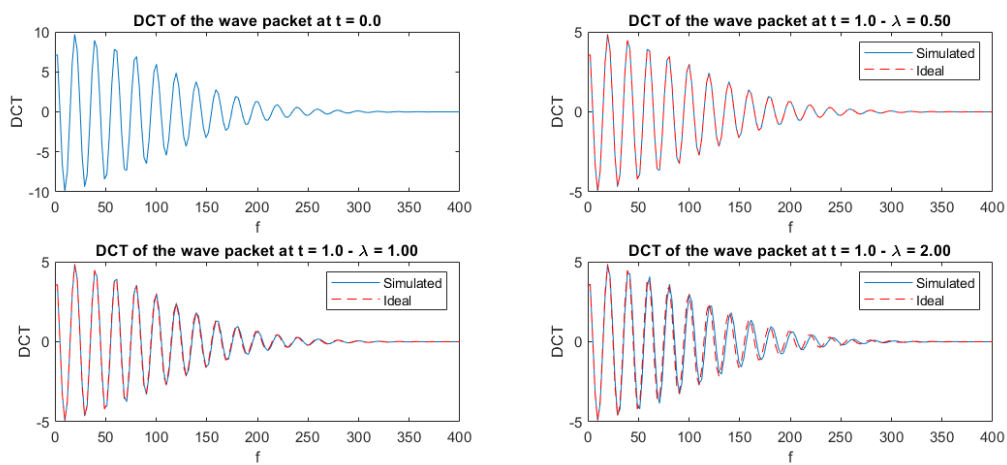 DCT of the wave packet at t = 0.0
10
5
0
-5
-10
DCT
0
50
100
150
200
250
300
350
400
f
DCT of the wave packet at t = 1.0 - λ = 0.50
Simulated
Ideal
5
0
-5
DCT
0
50
100
150
200
250
300
350
400
f
DCT of the wave packet at t = 1.0 - λ = 1.00
Simulated
Ideal
5
0
-5
DCT
0
50
100
150
200
250
300
350
400
f
DCT of the wave packet at t = 1.0 - λ = 2.00
Simulated
Ideal
5
0
-5
DCT
0
50
100
150
200
250
300
350
400
f